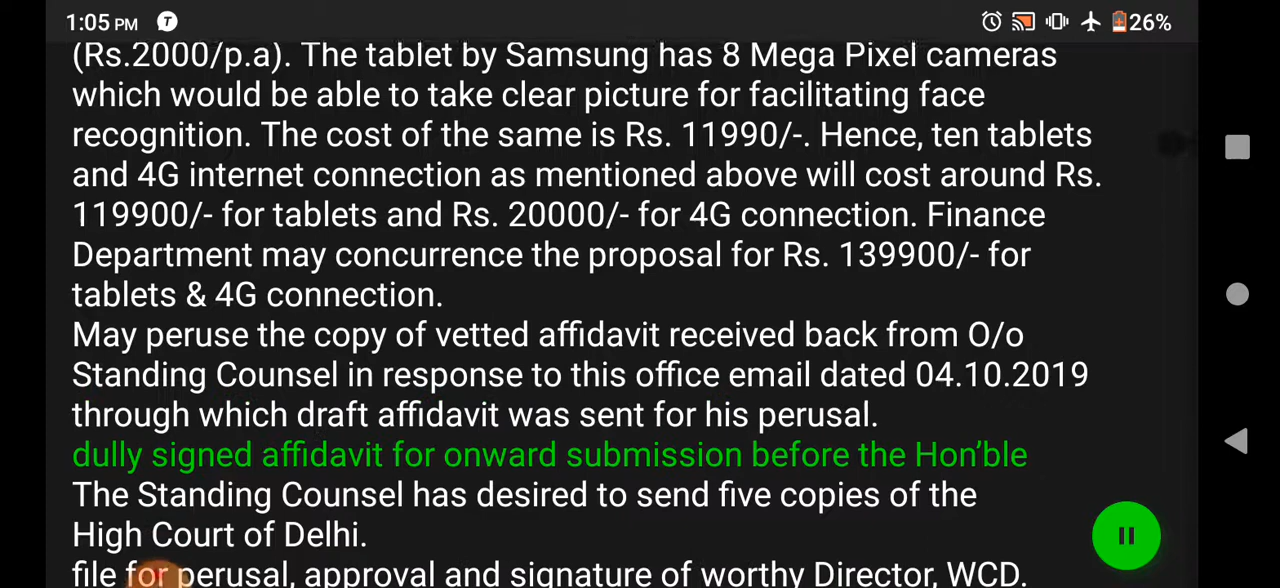 1:05 PM
26%
(Rs.2000/p.a). The tablet by Samsung has 8 Mega Pixel cameras
which would be able to take clear picture for facilitating face
recognition. The cost of the same is Rs. 11990/-. Hence, ten tablets
and 4G internet connection as mentioned above will cost around Rs.
119900/- for tablets and Rs. 20000/- for 4G connection. Finance
Department may concurrence the proposal for Rs. 139900/- for
tablets & 4G connection.
May peruse the copy of vetted affidavit received back from O/o
Standing Counsel in response to this office email dated 04.10.2019
through which draft affidavit was sent for his perusal.
dully signed affidavit for onward submission before the Hon’ble
The Standing Counsel has desired to send five copies of the
High Court of Delhi.
file for perusal, approval and signature of worthy Director, WCD.